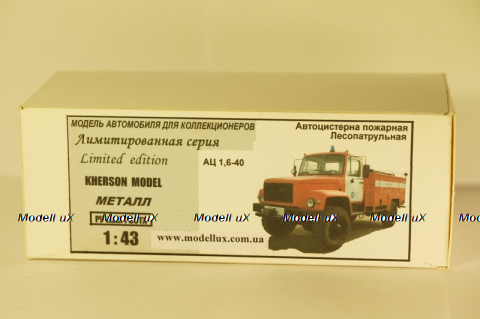 МОДЕЛЬ АВТОМОБИЛЯ ДЛЯ КОЛЛЕКЦИОНЕРОВ
Лимитированная серия
Limited edition
АЦ 1,6-40
Автоцистерна пожарная
Лесопатрульная
KHERSON MODEL
МЕТАЛЛ
1:43
www.modellux.com.ua
Modell uX Modell uX Modell uX Modell uX Modell uX